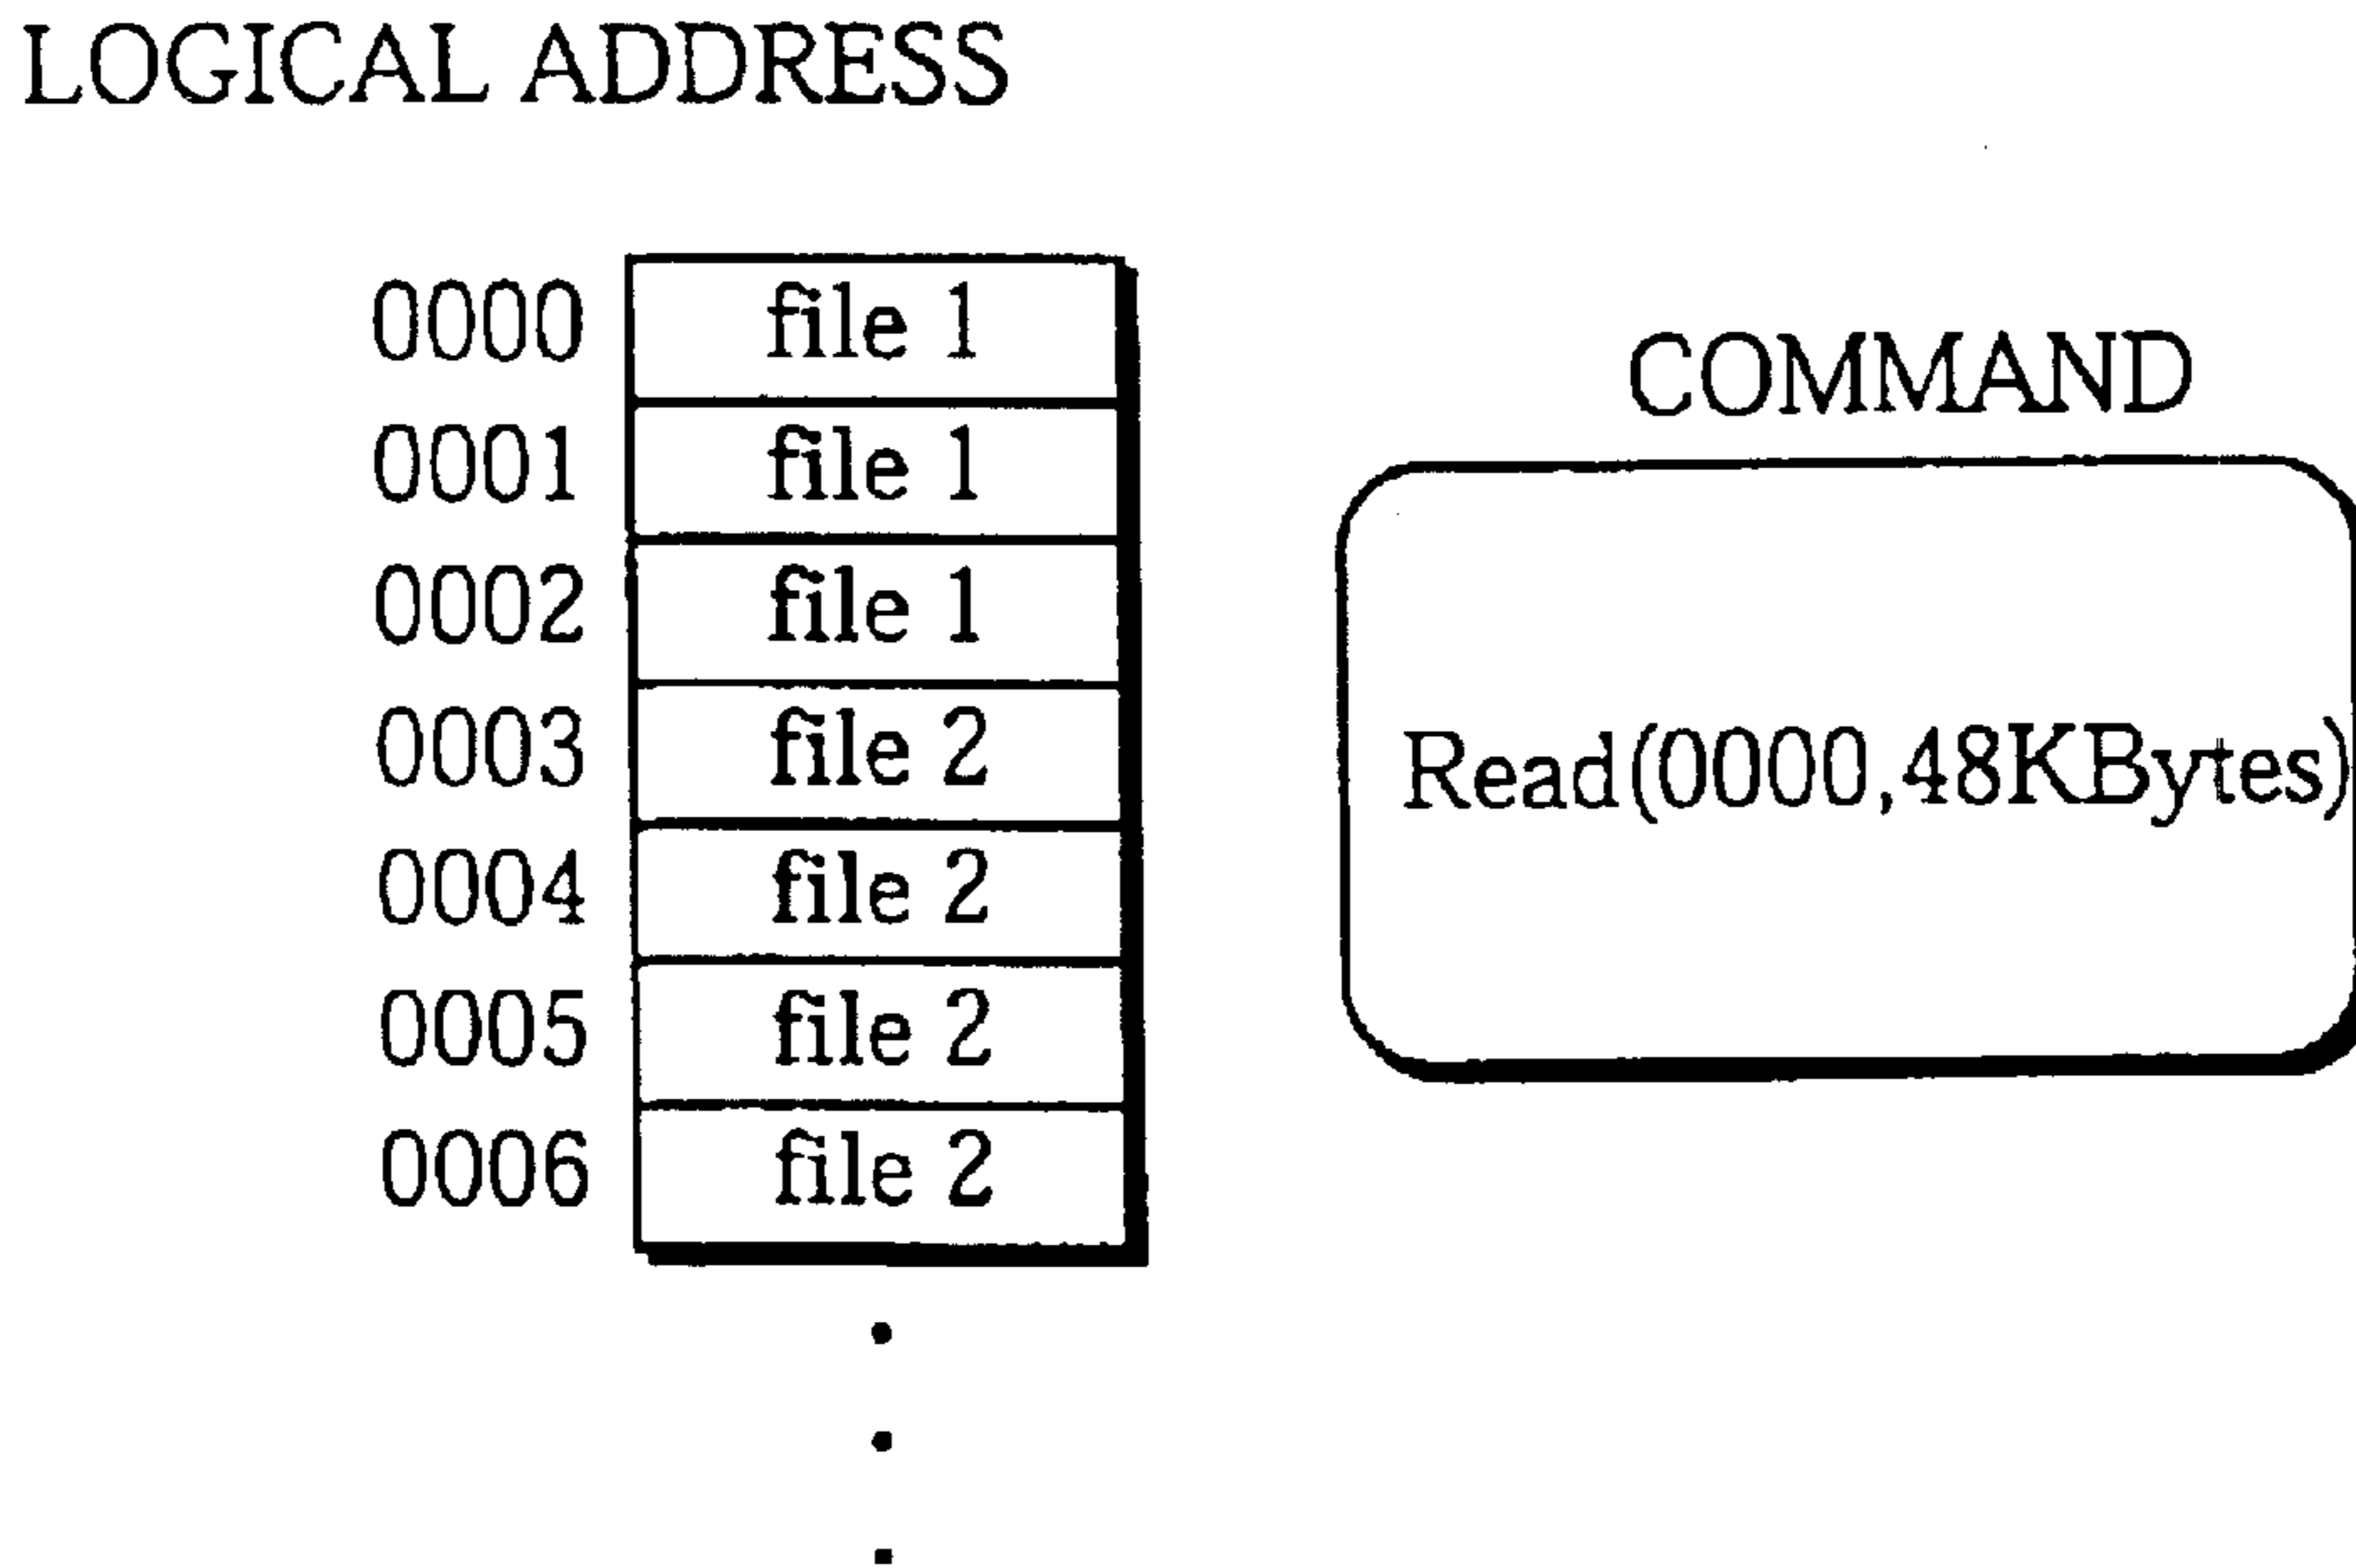 LOGICAL ADDRESS
0000 file 1
0001 file 1
0002 file 1
0003 file 2
0004 file 2
0005 file 2
0006 file 2
COMMAND
Read(0000,48KBytes)